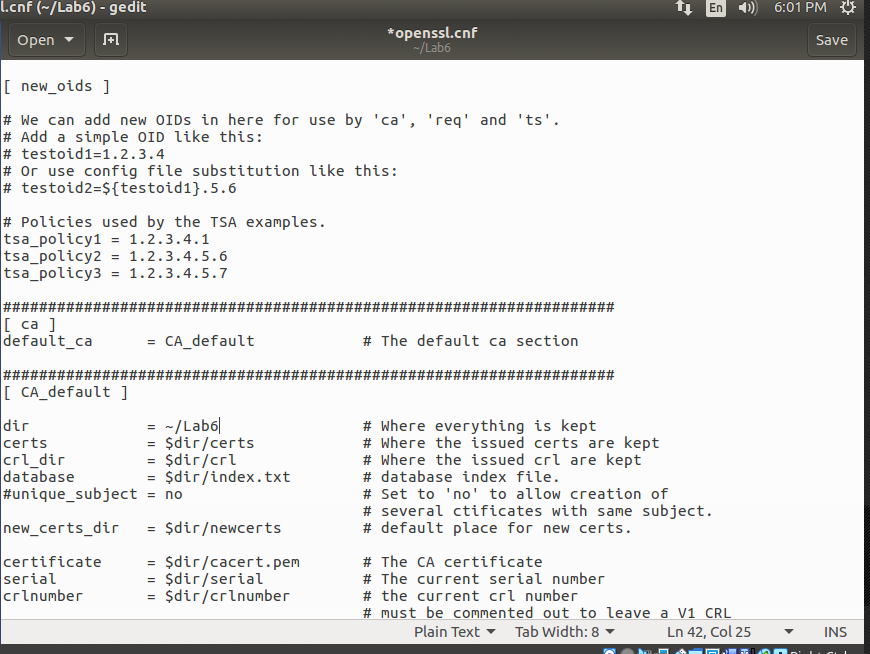 l.cnf (~/Lab6) - gedit
En
6:01 PM
Open
*openssl.cnf
~/Lab6
Save
[ new_oids ]
# We can add new OIDs in here for use by 'ca', 'req' and 'ts'.
# Add a simple OID like this:
# testoid1=1.2.3.4
# Or use config file substitution like this:
# testoid2=${testoid1}.5.6
# Policies used by the TSA examples.
tsa_policy1 = 1.2.3.4.1
tsa_policy2 = 1.2.3.4.5.6
tsa_policy3 = 1.2.3.4.5.7
####################################################################
[ ca ]
default_ca = CA_default # The default ca section
####################################################################
[ CA_default ]
dir = ~/Lab6 # Where everything is kept
certs = $dir/certs # Where the issued certs are kept
crl_dir = $dir/crl # Where the issued crl are kept
database = $dir/index.txt # database index file.
#unique_subject = no # Set to 'no' to allow creation of
# several ctificates with same subject.
new_certs_dir = $dir/newcerts # default place for new certs.
certificate = $dir/cacert.pem # The CA certificate
serial = $dir/serial # The current serial number
crlnumber = $dir/crlnumber # the current crl number
# must be commented out to leave a V1 CRL
Plain Text Tab Width: 8 Ln 42, Col 25 INS